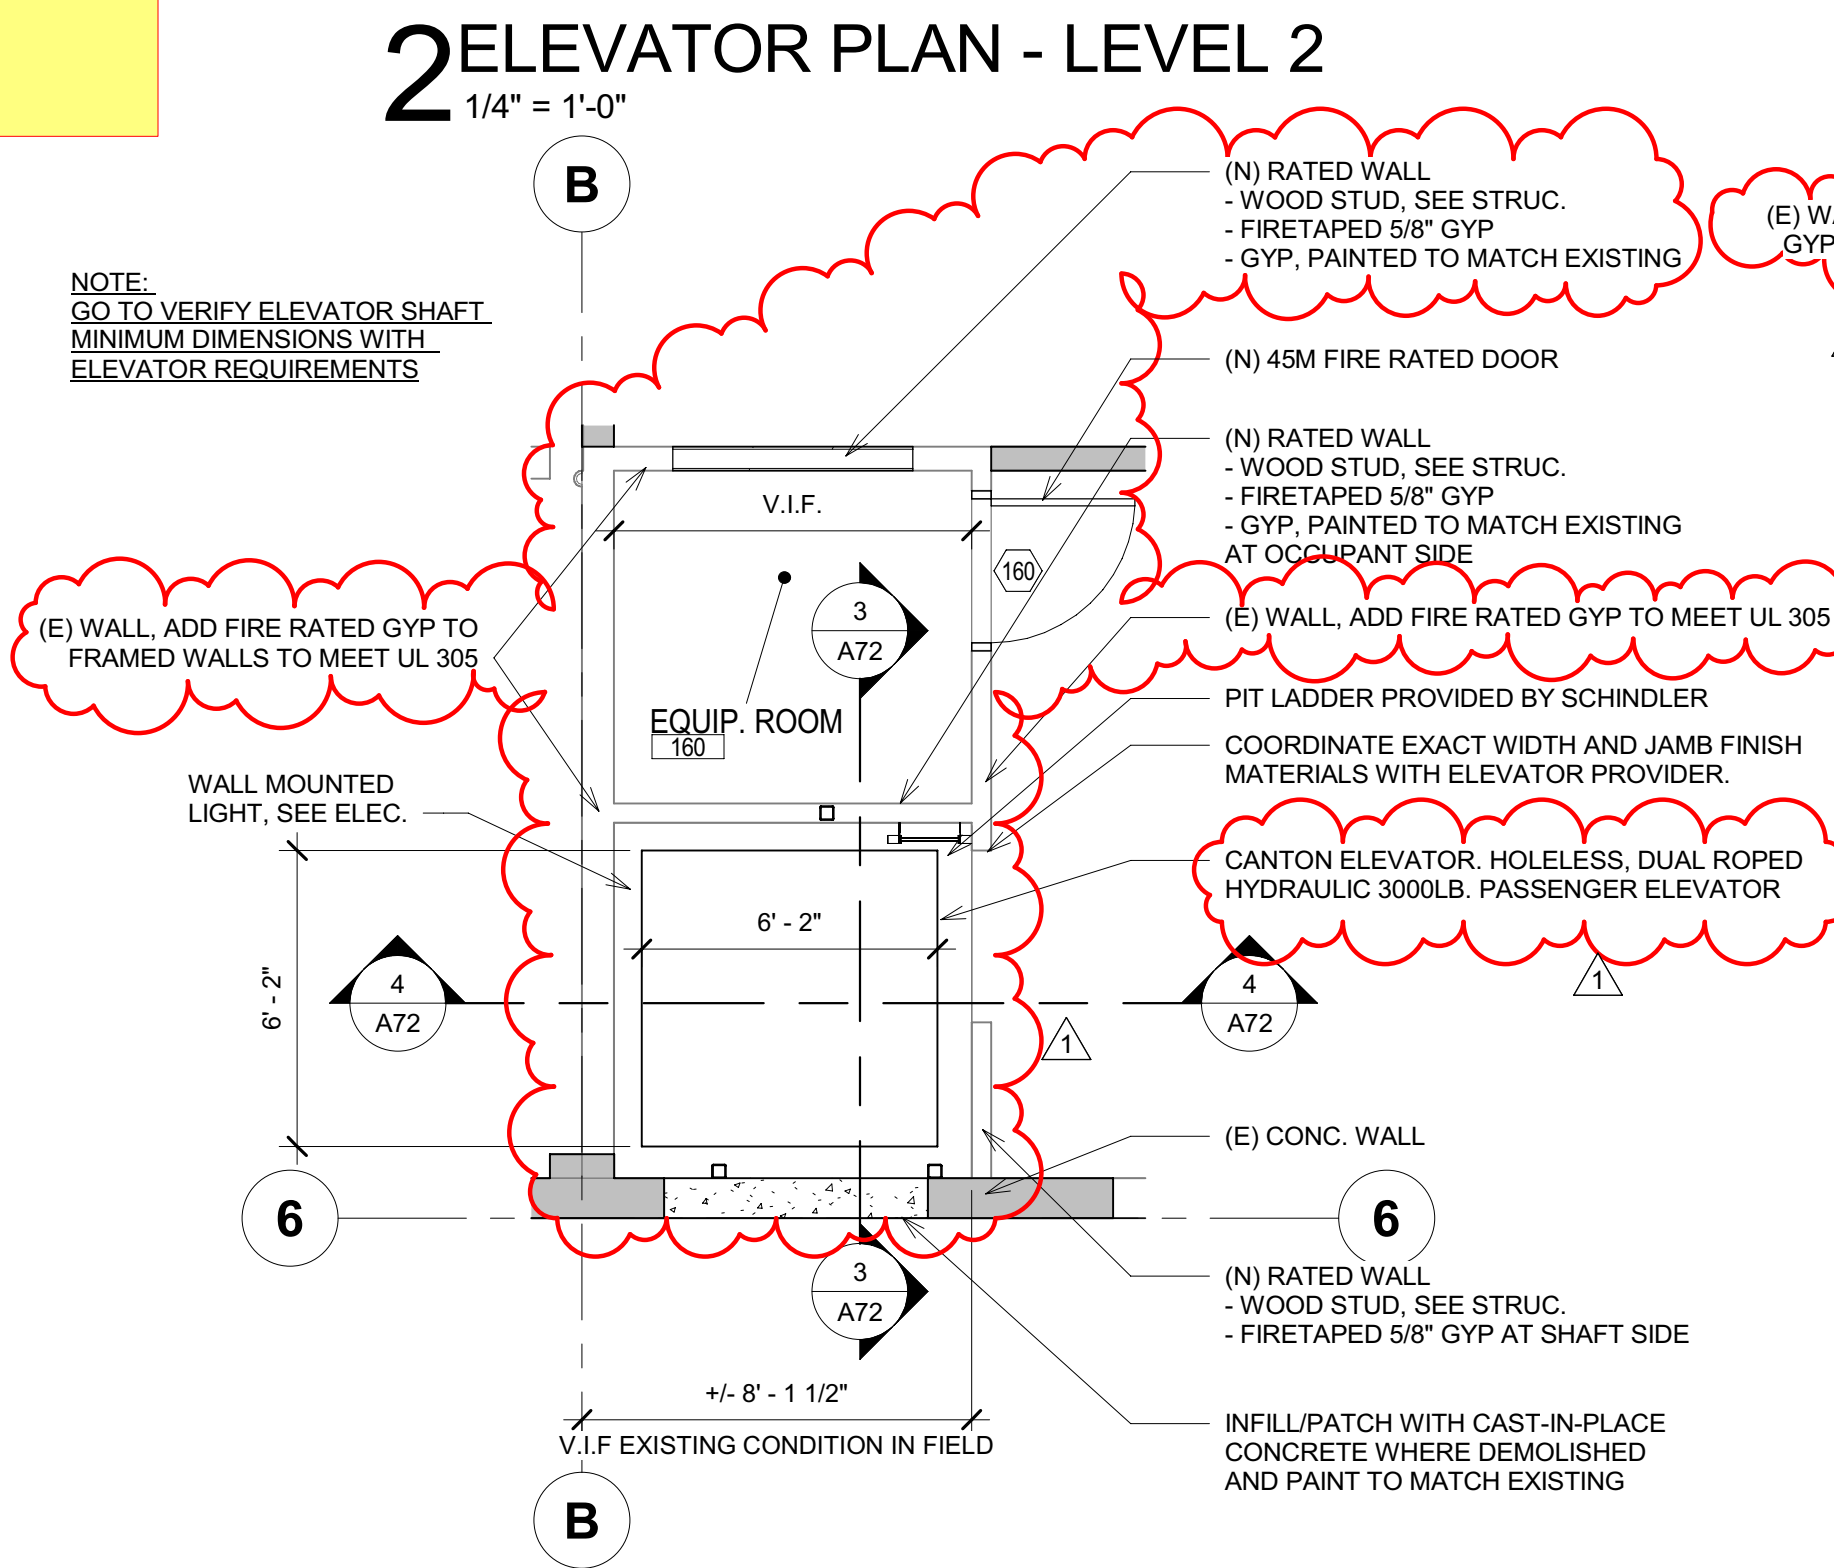 2 ELEVATOR PLAN - LEVEL 2
1/4" = 1'-0"
B
NOTE:
GO TO VERIFY ELEVATOR SHAFT
MINIMUM DIMENSIONS WITH
ELEVATOR REQUIREMENTS
(N) RATED WALL
- WOOD STUD, SEE STRUC.
- FIRETAPED 5/8" GYP
- GYP, PAINTED TO MATCH EXISTING
(E) WA
GYP
(N) 45M FIRE RATED DOOR
(N) RATED WALL
- WOOD STUD, SEE STRUC.
- FIRETAPED 5/8" GYP
- GYP, PAINTED TO MATCH EXISTING
AT OCCUPANT SIDE
V.I.F.
160
3
A72
(E) WALL, ADD FIRE RATED GYP TO
FRAMED WALLS TO MEET UL 305
(E) WALL, ADD FIRE RATED GYP TO MEET UL 305
EQUIP. ROOM
160
PIT LADDER PROVIDED BY SCHINDLER
COORDINATE EXACT WIDTH AND JAMB FINISH
MATERIALS WITH ELEVATOR PROVIDER.
WALL MOUNTED
LIGHT, SEE ELEC.
CANTON ELEVATOR. HOLELESS, DUAL ROPED
HYDRAULIC 3000LB. PASSENGER ELEVATOR
6' - 2"
6' - 2"
4
A72
4
A72
1
1
(E) CONC. WALL
6
6
3
A72
(N) RATED WALL
- WOOD STUD, SEE STRUC.
- FIRETAPED 5/8" GYP AT SHAFT SIDE
+/- 8' - 1 1/2"
V.I.F EXISTING CONDITION IN FIELD
INFILL/PATCH WITH CAST-IN-PLACE
CONCRETE WHERE DEMOLISHED
AND PAINT TO MATCH EXISTING
B